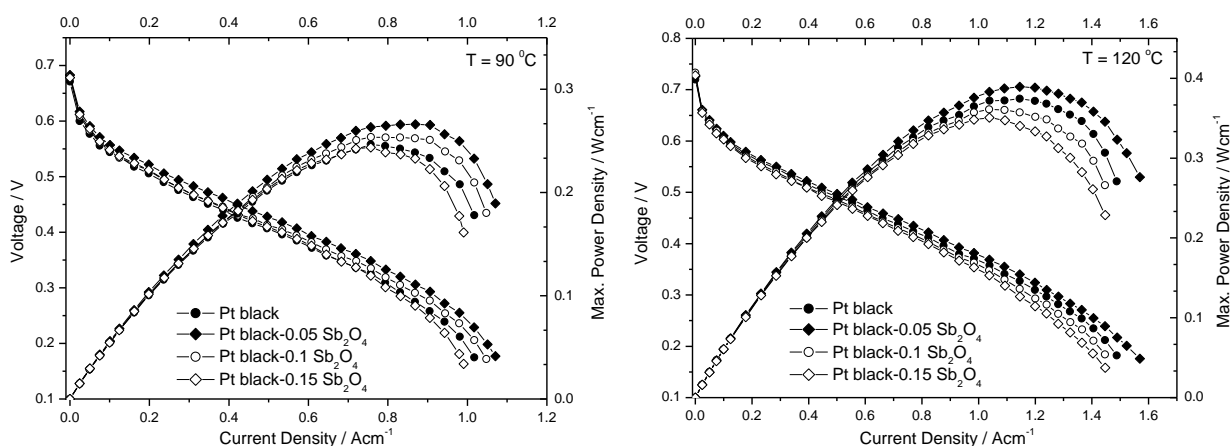 0.0 0.2 0.4 0.6 0.8 1.0 1.2
T = 90 °C
0.7
0.6
0.5
0.4
0.3
0.2
0.1
Voltage / V
0.3
0.2
0.1
0.0
Max. Power Density / Wcm⁻¹
Pt black
Pt black-0.05 Sb₂O₄
Pt black-0.1 Sb₂O₄
Pt black-0.15 Sb₂O₄
0.0 0.2 0.4 0.6 0.8 1.0 1.2
Current Density / Acm⁻¹
0.0 0.2 0.4 0.6 0.8 1.0 1.2 1.4 1.6
T = 120 °C
0.8
0.7
0.6
0.5
0.4
0.3
0.2
0.1
Voltage / V
0.4
0.3
0.2
0.1
0.0
Max. Power Density / Wcm⁻¹
Pt black
Pt black-0.05 Sb₂O₄
Pt black-0.1 Sb₂O₄
Pt black-0.15 Sb₂O₄
0.0 0.2 0.4 0.6 0.8 1.0 1.2 1.4 1.6
Current Density / Acm⁻¹